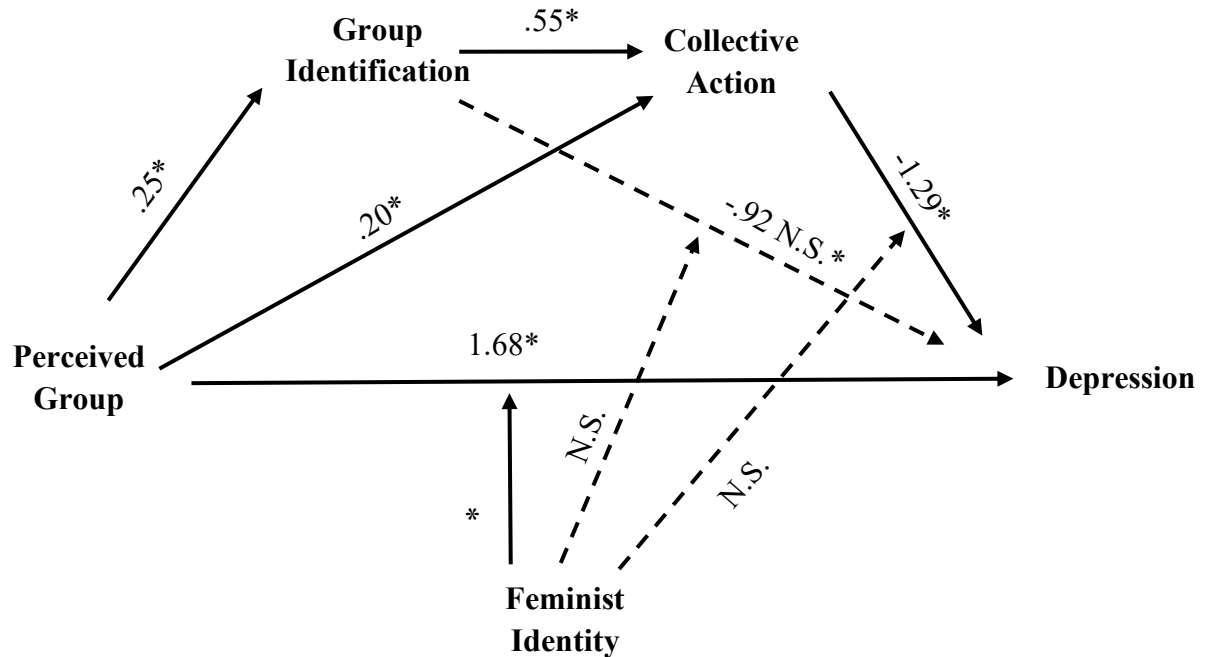 Group
Identification
.55*
Collective
Action
.25*
.20*
-.92 N.S. *
-1.29*
Perceived
Group
1.68*
Depression
*
N.S.
N.S.
Feminist
Identity